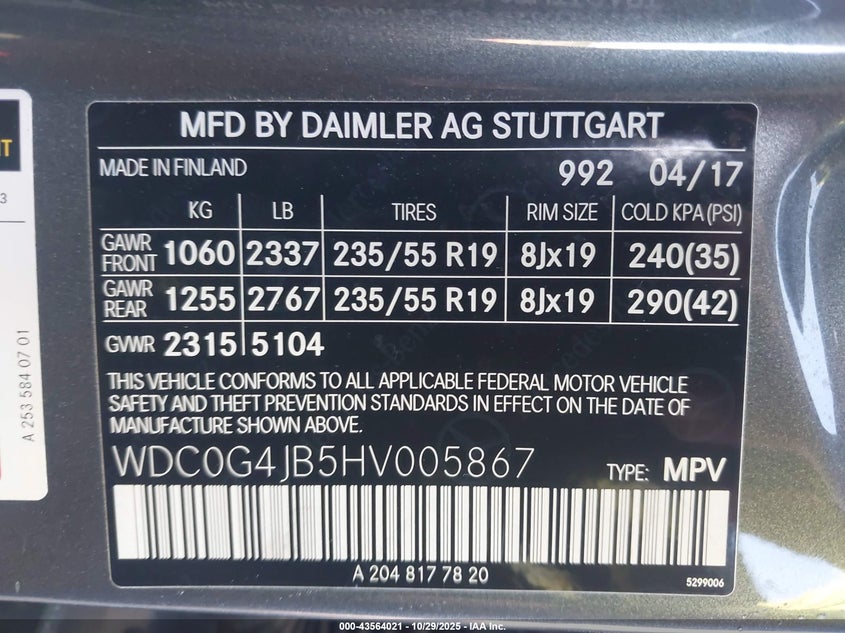 MFD BY DAIMLER AG STUTTGART
MADE IN FINLAND 992 04/17
KG LB TIRES RIM SIZE COLD KPA (PSI)
GAWR FRONT 1060 2337 235/55 R19 8Jx19 240(35)
GAWR REAR 1255 2767 235/55 R19 8Jx19 290(42)
GVWR 2315 5104
THIS VEHICLE CONFORMS TO ALL APPLICABLE FEDERAL MOTOR VEHICLE
SAFETY AND THEFT PREVENTION STANDARDS IN EFFECT ON THE DATE OF
MANUFACTURE SHOWN ABOVE.
WDC0G4JB5HV005867 TYPE: MPV
A 204 817 78 20 5299006
A 253 584 07 01
000-43564021 - 10/29/2025 - IAA Inc.